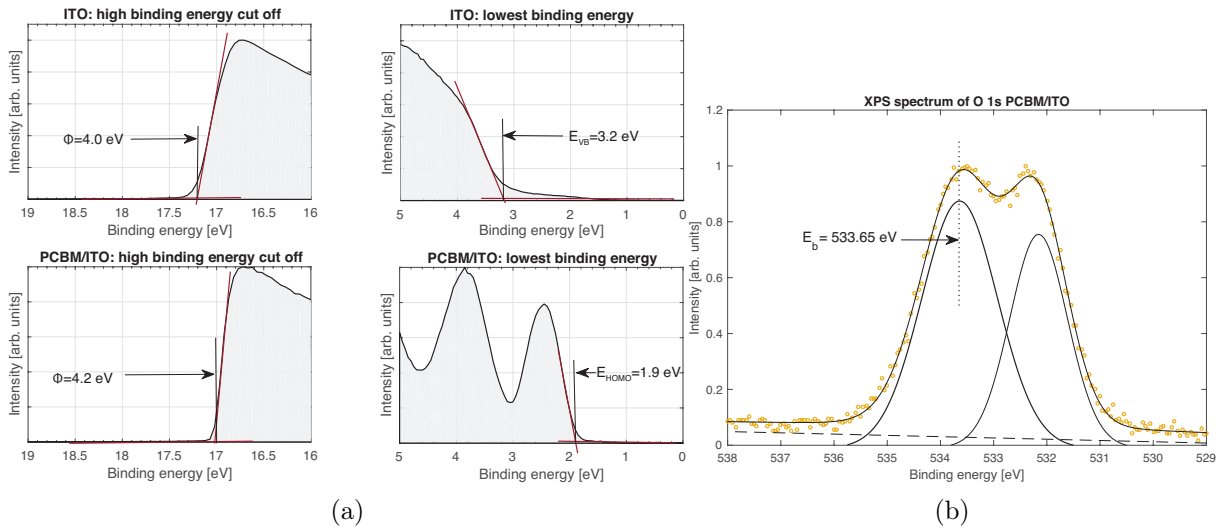 ITO: high binding energy cut off
Intensity [arb. units]
Φ=4.0 eV
19 18.5 18 17.5 17 16.5 16
Binding energy [eV]
ITO: lowest binding energy
Intensity [arb. units]
E_VB=3.2 eV
5 4 3 2 1 0
Binding energy [eV]
PCBM/ITO: high binding energy cut off
Intensity [arb. units]
Φ=4.2 eV
19 18.5 18 17.5 17 16.5 16
Binding energy [eV]
PCBM/ITO: lowest binding energy
Intensity [arb. units]
E_HOMO=1.9 eV
5 4 3 2 1 0
Binding energy [eV]
(a)
XPS spectrum of O 1s PCBM/ITO
Intensity [arb. units]
1.2
1
0.8
0.6
0.4
0.2
0
E_b = 533.65 eV
538 537 536 535 534 533 532 531 530 529
Binding energy [eV]
(b)